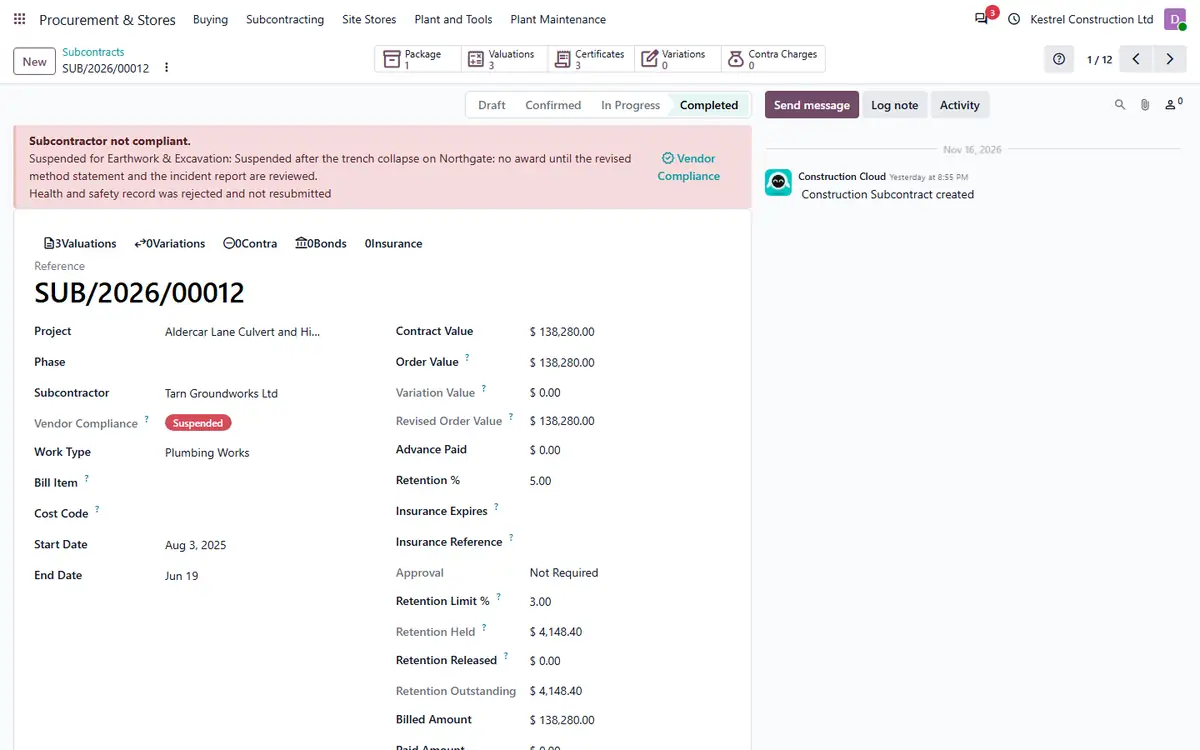 Procurement & Stores Buying Subcontracting Site Stores Plant and Tools Plant Maintenance 3 Kestrel Construction Ltd D
New Subcontracts
SUB/2026/00012
Package 1
Valuations 3
Certificates 3
Variations 0
Contra Charges 0
1 / 12
Draft Confirmed In Progress Completed
Send message Log note Activity 0
Subcontractor not compliant.
Suspended for Earthwork & Excavation: Suspended after the trench collapse on Northgate: no award until the revised
method statement and the incident report are reviewed.
Health and safety record was rejected and not resubmitted
Vendor
Compliance
Nov 16, 2026
Construction Cloud Yesterday at 8:55 PM
Construction Subcontract created
3Valuations 0Variations 0Contra 0Bonds 0Insurance
Reference
SUB/2026/00012
Project Aldercar Lane Culvert and Hi...
Phase
Subcontractor Tarn Groundworks Ltd
Vendor Compliance ? Suspended
Work Type Plumbing Works
Bill Item ?
Cost Code ?
Start Date Aug 3, 2025
End Date Jun 19
Contract Value $ 138,280.00
Order Value ? $ 138,280.00
Variation Value ? $ 0.00
Revised Order Value ? $ 138,280.00
Advance Paid $ 0.00
Retention % 5.00
Insurance Expires ?
Insurance Reference ?
Approval Not Required
Retention Limit % ? 3.00
Retention Held ? $ 4,148.40
Retention Released ? $ 0.00
Retention Outstanding $ 4,148.40
Billed Amount $ 138,280.00
Paid Amount $ 0.00